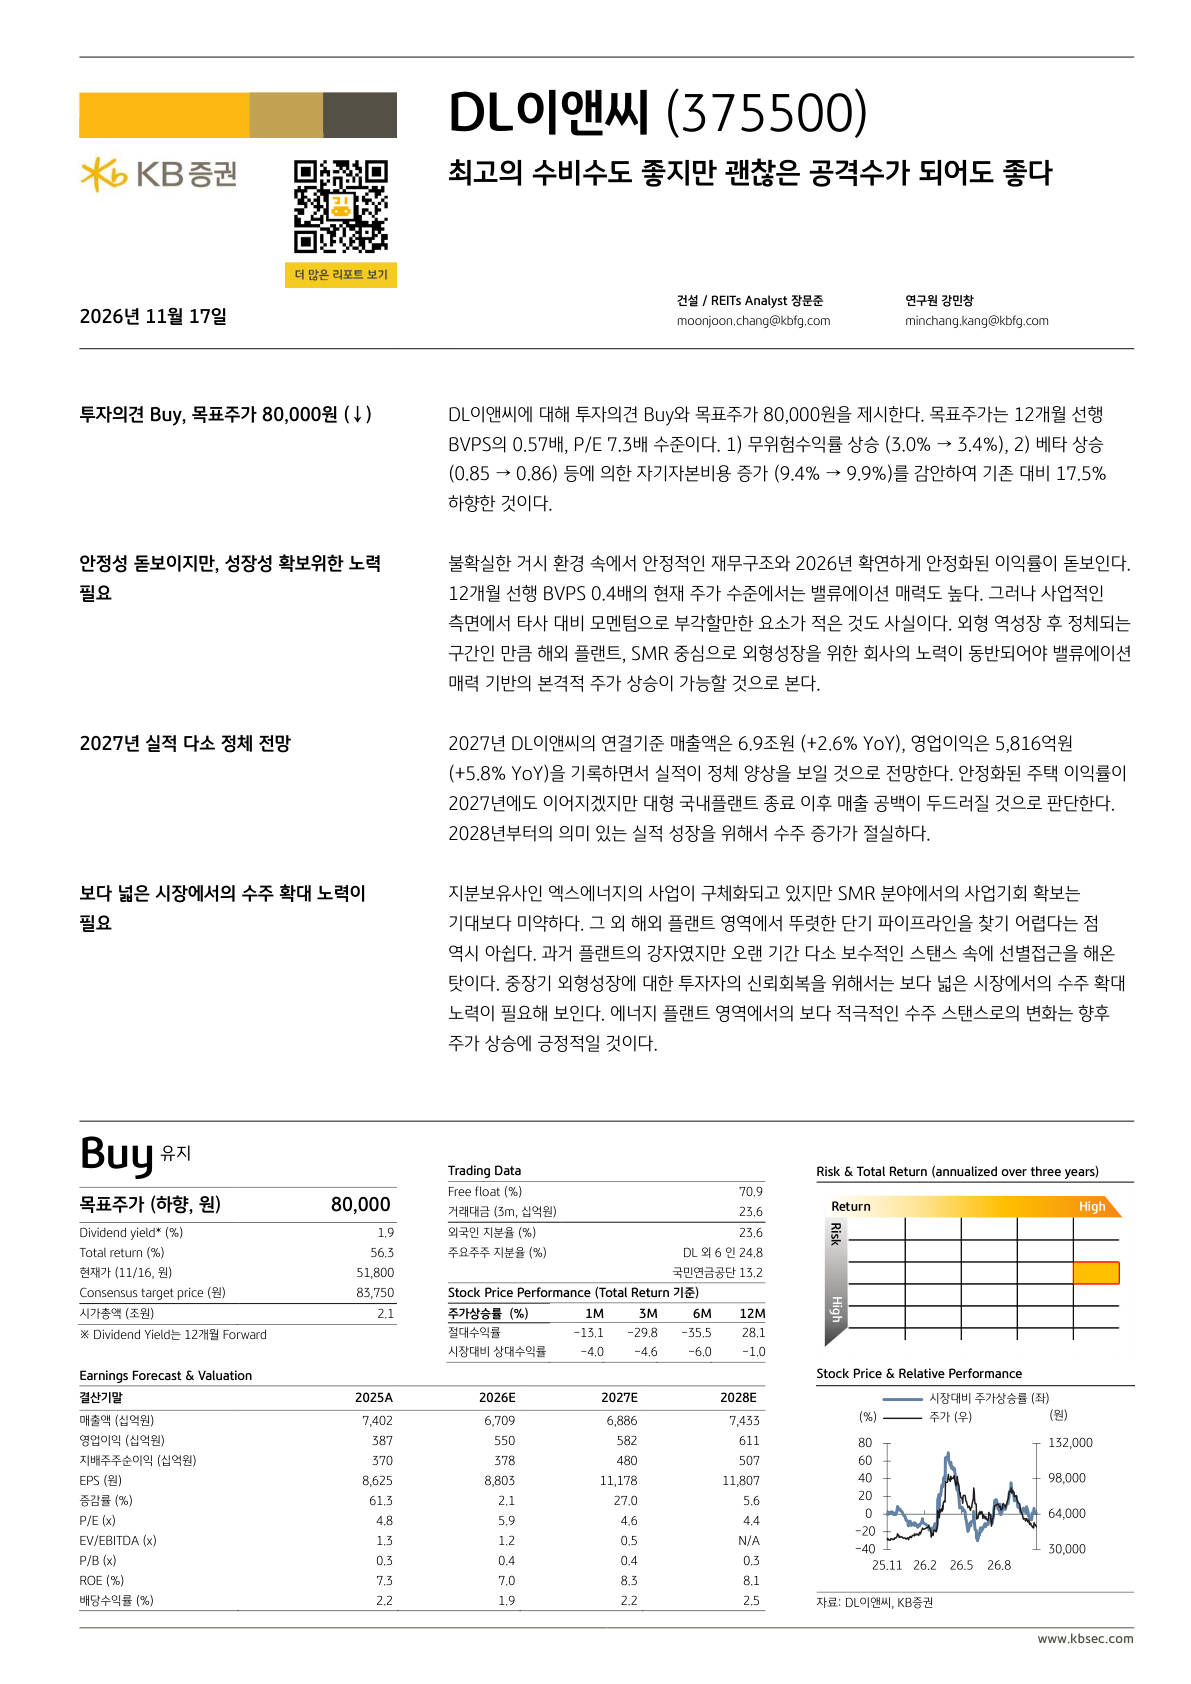 DL이앤씨 (375500)
최고의 수비수도 좋지만 괜찮은 공격수가 되어도 좋다
KB증권
더 많은 리포트 보기
2026년 11월 17일
건설 / REITs Analyst 장문준
moonjoon.chang@kbfg.com
연구원 강민창
minchang.kang@kbfg.com
투자의견 Buy, 목표주가 80,000원 (↓)
DL이앤씨에 대해 투자의견 Buy와 목표주가 80,000원을 제시한다. 목표주가는 12개월 선행
BVPS의 0.57배, P/E 7.3배 수준이다. 1) 무위험수익률 상승 (3.0% → 3.4%), 2) 베타 상승
(0.85 → 0.86) 등에 의한 자기자본비용 증가 (9.4% → 9.9%)를 감안하여 기존 대비 17.5%
하향한 것이다.
안정성 돋보이지만, 성장성 확보위한 노력
필요
불확실한 거시 환경 속에서 안정적인 재무구조와 2026년 확연하게 안정화된 이익률이 돋보인다.
12개월 선행 BVPS 0.4배의 현재 주가 수준에서는 밸류에이션 매력도 높다. 그러나 사업적인
측면에서 타사 대비 모멘텀으로 부각할만한 요소가 적은 것도 사실이다. 외형 역성장 후 정체되는
구간인 만큼 해외 플랜트, SMR 중심으로 외형성장을 위한 회사의 노력이 동반되어야 밸류에이션
매력 기반의 본격적 주가 상승이 가능할 것으로 본다.
2027년 실적 다소 정체 전망
2027년 DL이앤씨의 연결기준 매출액은 6.9조원 (+2.6% YoY), 영업이익은 5,816억원
(+5.8% YoY)을 기록하면서 실적이 정체 양상을 보일 것으로 전망한다. 안정화된 주택 이익률이
2027년에도 이어지겠지만 대형 국내플랜트 종료 이후 매출 공백이 두드러질 것으로 판단한다.
2028년부터의 의미 있는 실적 성장을 위해서 수주 증가가 절실하다.
보다 넓은 시장에서의 수주 확대 노력이
필요
지분보유사인 엑스에너지의 사업이 구체화되고 있지만 SMR 분야에서의 사업기회 확보는
기대보다 미약하다. 그 외 해외 플랜트 영역에서 뚜렷한 단기 파이프라인을 찾기 어렵다는 점
역시 아쉽다. 과거 플랜트의 강자였지만 오랜 기간 다소 보수적인 스탠스 속에 선별접근을 해온
탓이다. 중장기 외형성장에 대한 투자자의 신뢰회복을 위해서는 보다 넓은 시장에서의 수주 확대
노력이 필요해 보인다. 에너지 플랜트 영역에서의 보다 적극적인 수주 스탠스로의 변화는 향후
주가 상승에 긍정적일 것이다.
Buy 유지
목표주가 (하향, 원) 80,000
Dividend yield* (%) 1.9
Total return (%) 56.3
현재가 (11/16, 원) 51,800
Consensus target price (원) 83,750
시가총액 (조원) 2.1
※ Dividend Yield는 12개월 Forward
Trading Data
Free float (%) 70.9
거래대금 (3m, 십억원) 23.6
외국인 지분율 (%) 23.6
주요주주 지분율 (%) DL 외 6 인 24.8
국민연금공단 13.2
Stock Price Performance (Total Return 기준)
주가상승률 (%) 1M 3M 6M 12M
절대수익률 -13.1 -29.8 -35.5 28.1
시장대비 상대수익률 -4.0 -4.6 -6.0 -1.0
Risk & Total Return (annualized over three years)
Return High
Risk
High
Earnings Forecast & Valuation
결산기말 2025A 2026E 2027E 2028E
매출액 (십억원) 7,402 6,709 6,886 7,433
영업이익 (십억원) 387 550 582 611
지배주주순이익 (십억원) 370 378 480 507
EPS (원) 8,625 8,803 11,178 11,807
증감률 (%) 61.3 2.1 27.0 5.6
P/E (x) 4.8 5.9 4.6 4.4
EV/EBITDA (x) 1.3 1.2 0.5 N/A
P/B (x) 0.3 0.4 0.4 0.3
ROE (%) 7.3 7.0 8.3 8.1
배당수익률 (%) 2.2 1.9 2.2 2.5
Stock Price & Relative Performance
시장대비 주가상승률 (좌)
(%) 주가 (우) (원)
80 132,000
60
40 98,000
20
0 64,000
-20
-40 30,000
25.11 26.2 26.5 26.8
자료: DL이앤씨, KB증권
www.kbsec.com